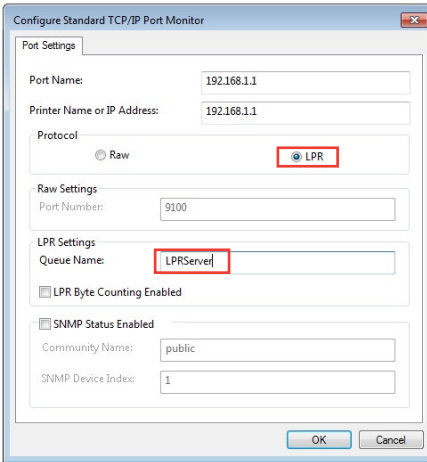 Configure Standard TCP/IP Port Monitor
Port Settings
Port Name: 192.168.1.1
Printer Name or IP Address: 192.168.1.1
Protocol
Raw LPR
Raw Settings
Port Number: 9100
LPR Settings
Queue Name: LPRServer
LPR Byte Counting Enabled
SNMP Status Enabled
Community Name: public
SNMP Device Index: 1
OK Cancel